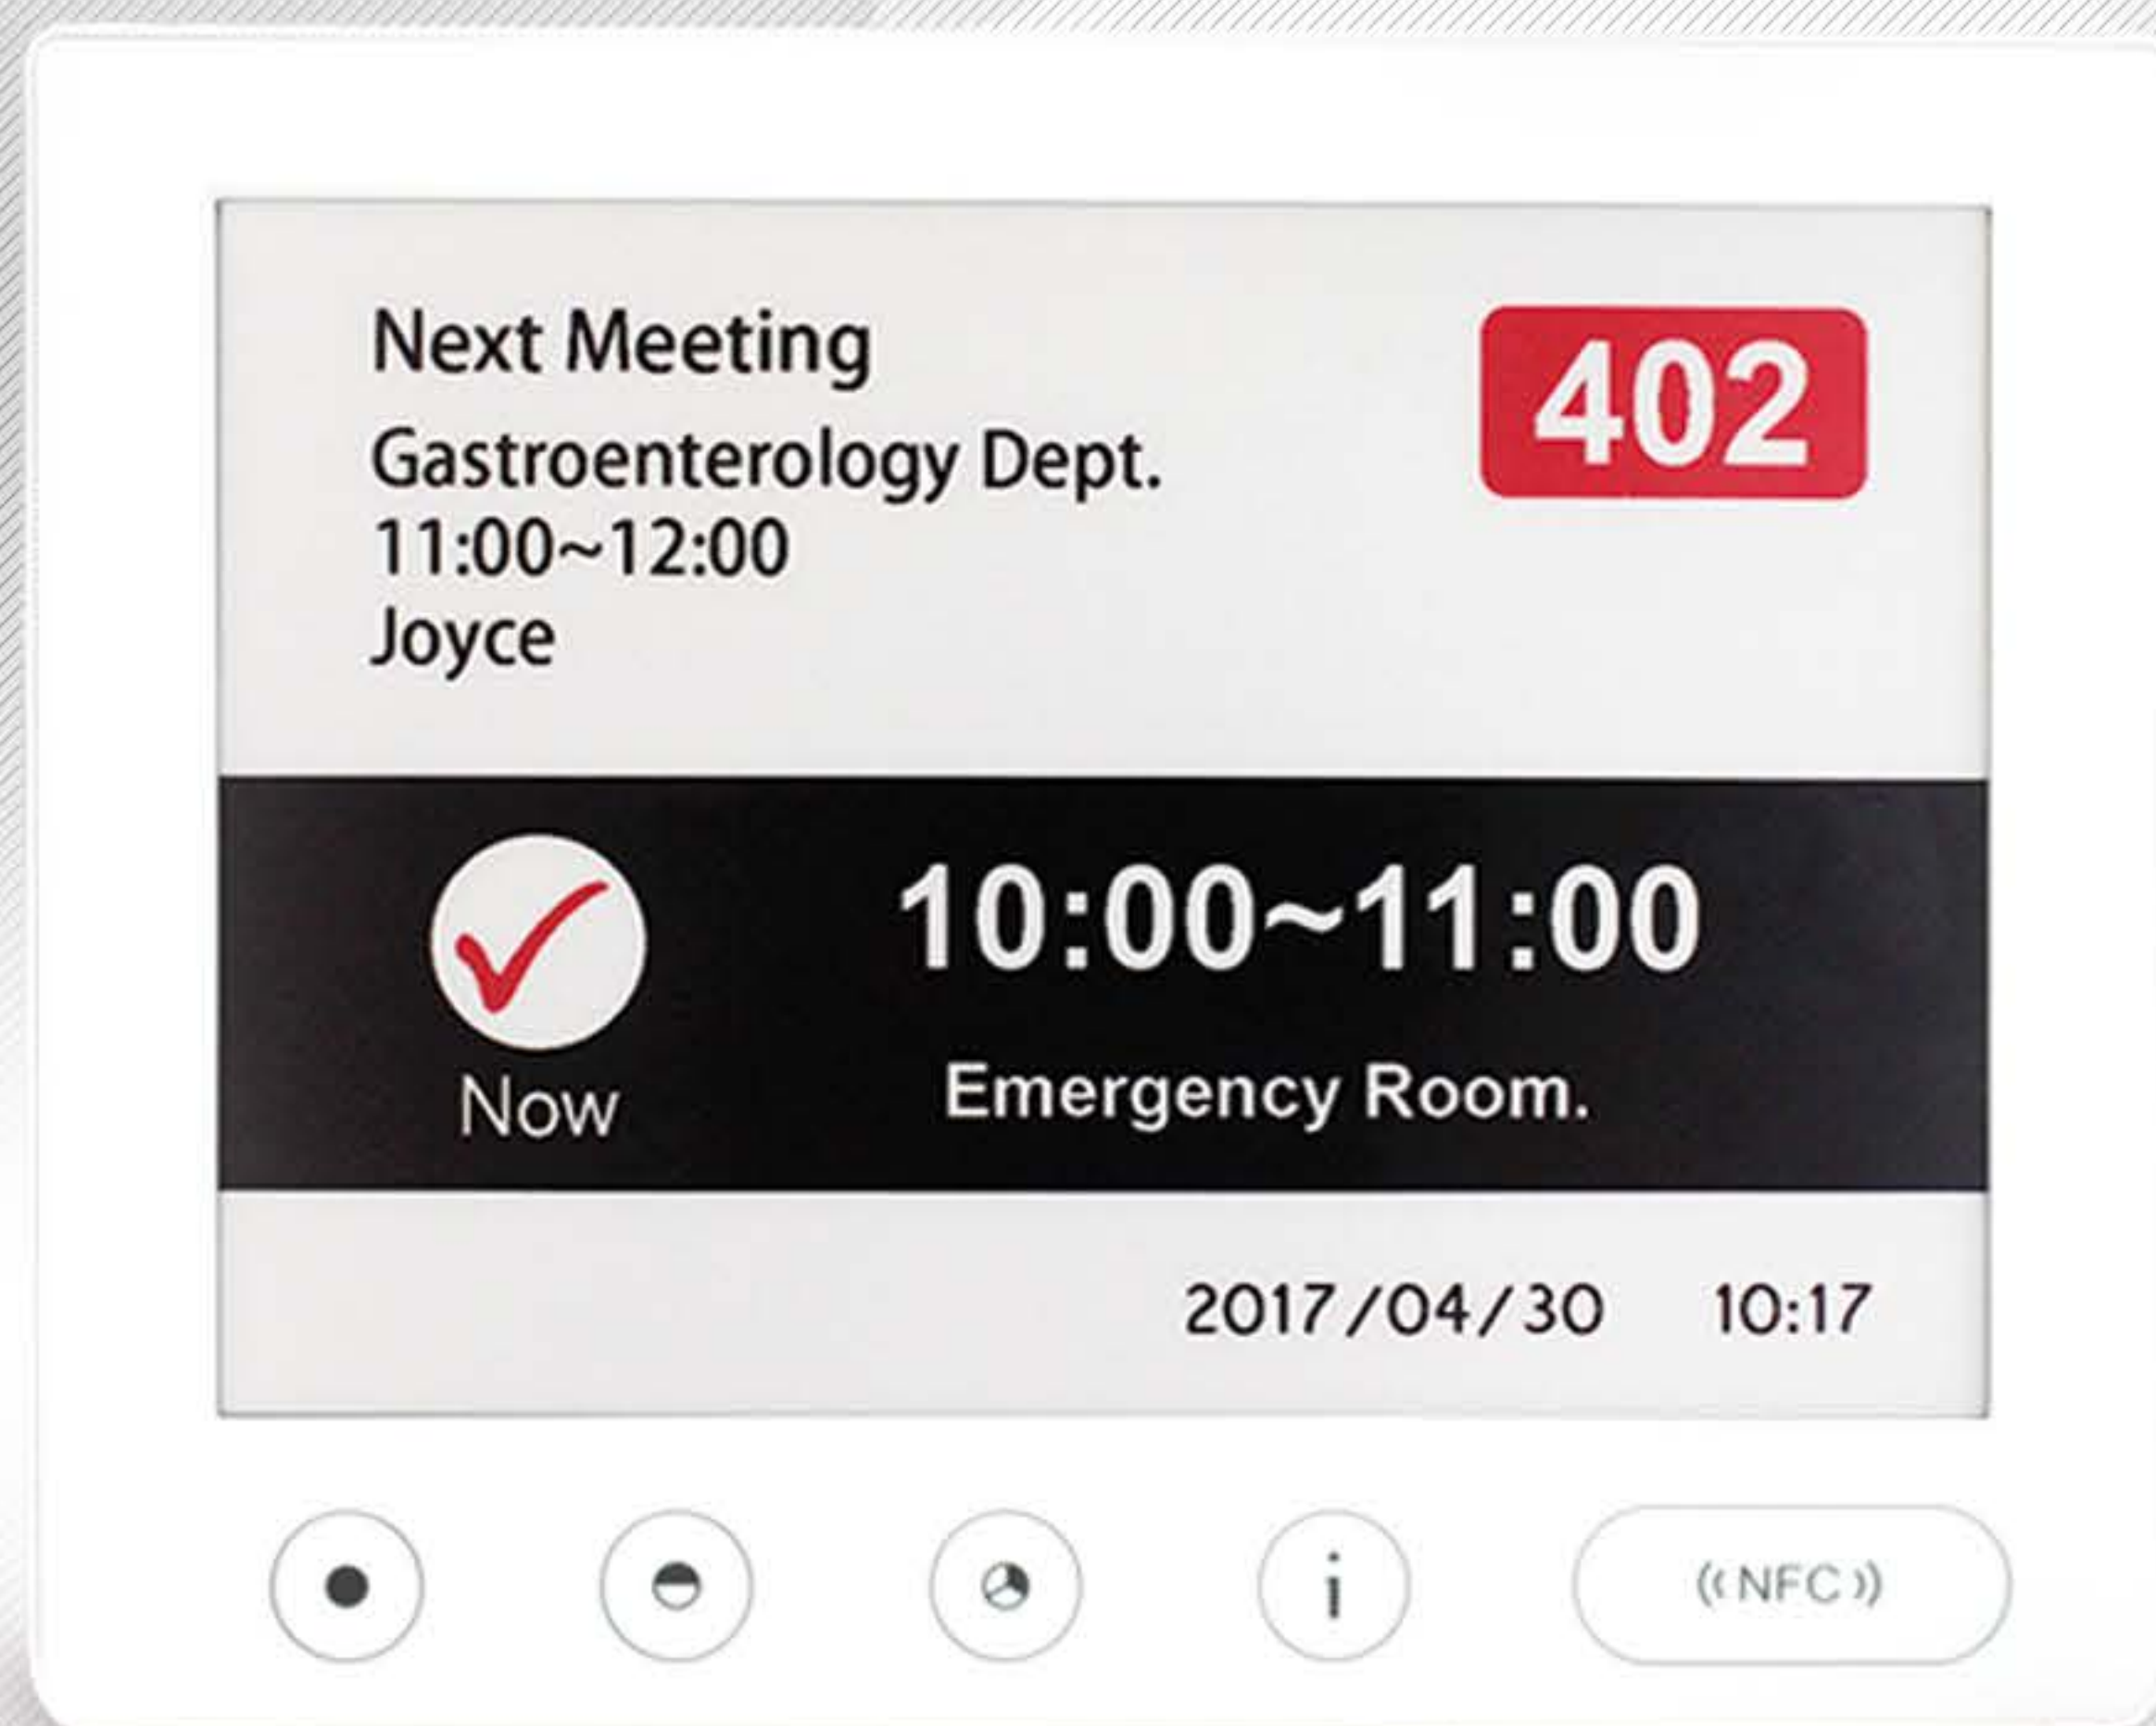 Next Meeting
402
Gastroenterology Dept.
11:00~12:00
Joyce
10:00~11:00
Now
Emergency Room.
2017/04/30 10:17
i
NFC